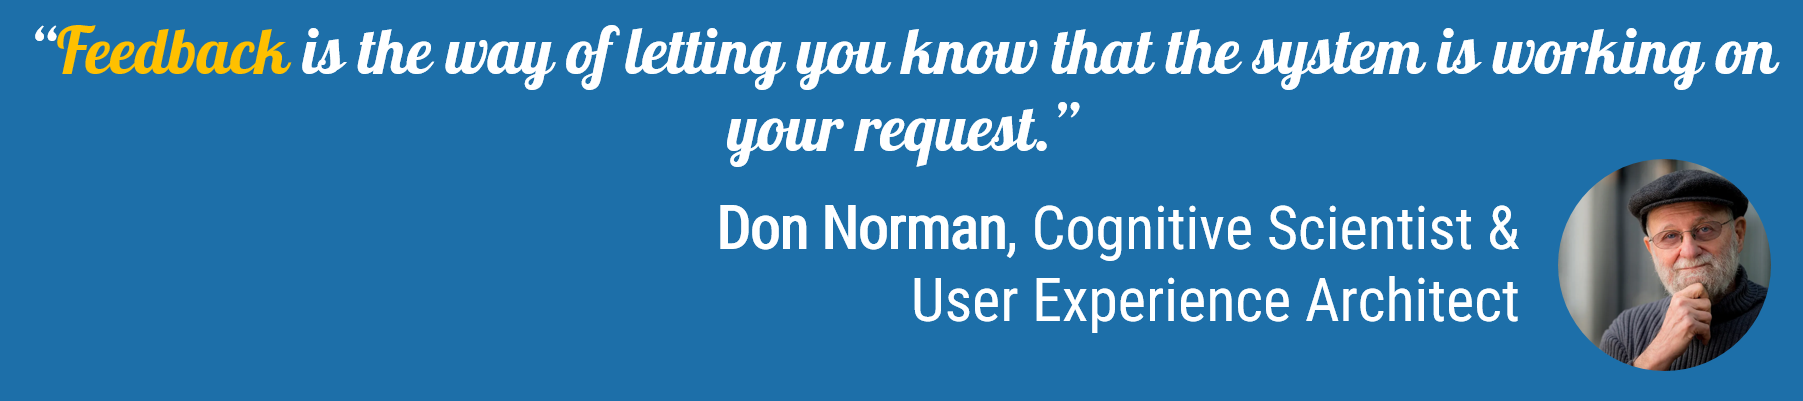 “Feedback is the way of letting you know that the system is working on
your request.”
Don Norman, Cognitive Scientist &
User Experience Architect